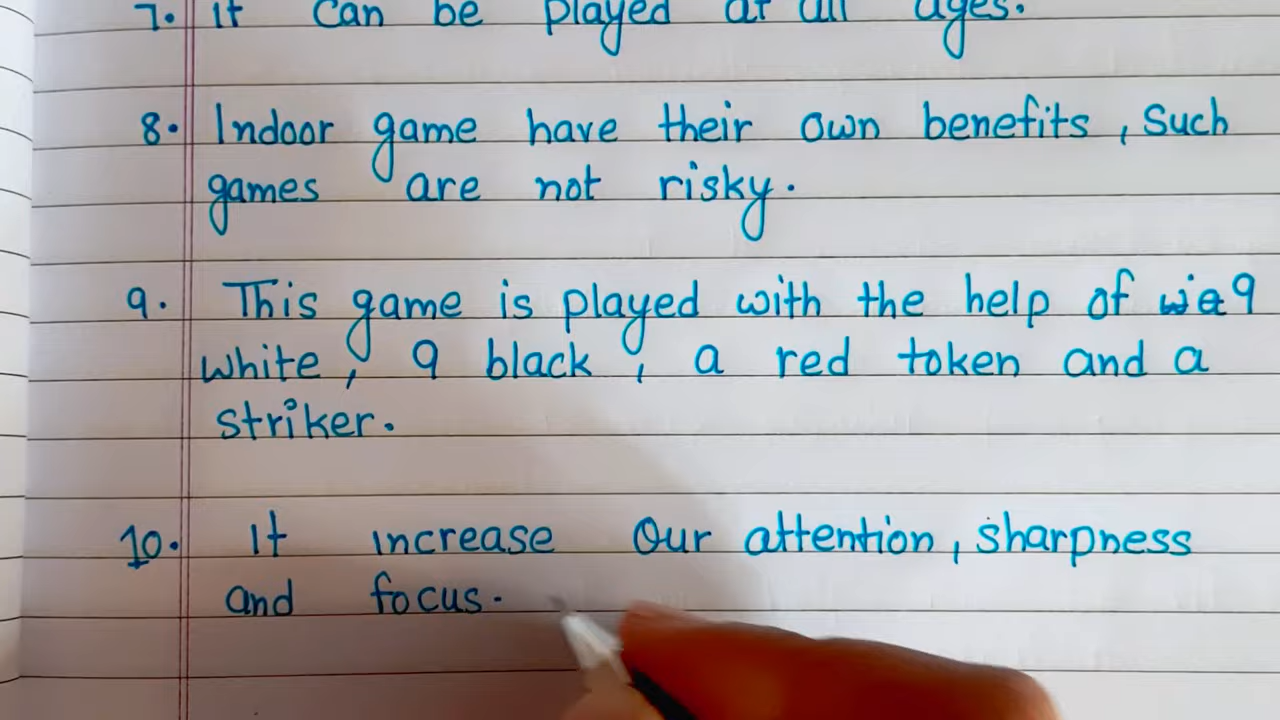 7. It can be played at all ages.
8. Indoor game have their own benefits, Such
games are not risky.
9. This game is played with the help of 9
white, 9 black, a red token and a
striker.
10. It increase Our attention, sharpness
and focus.